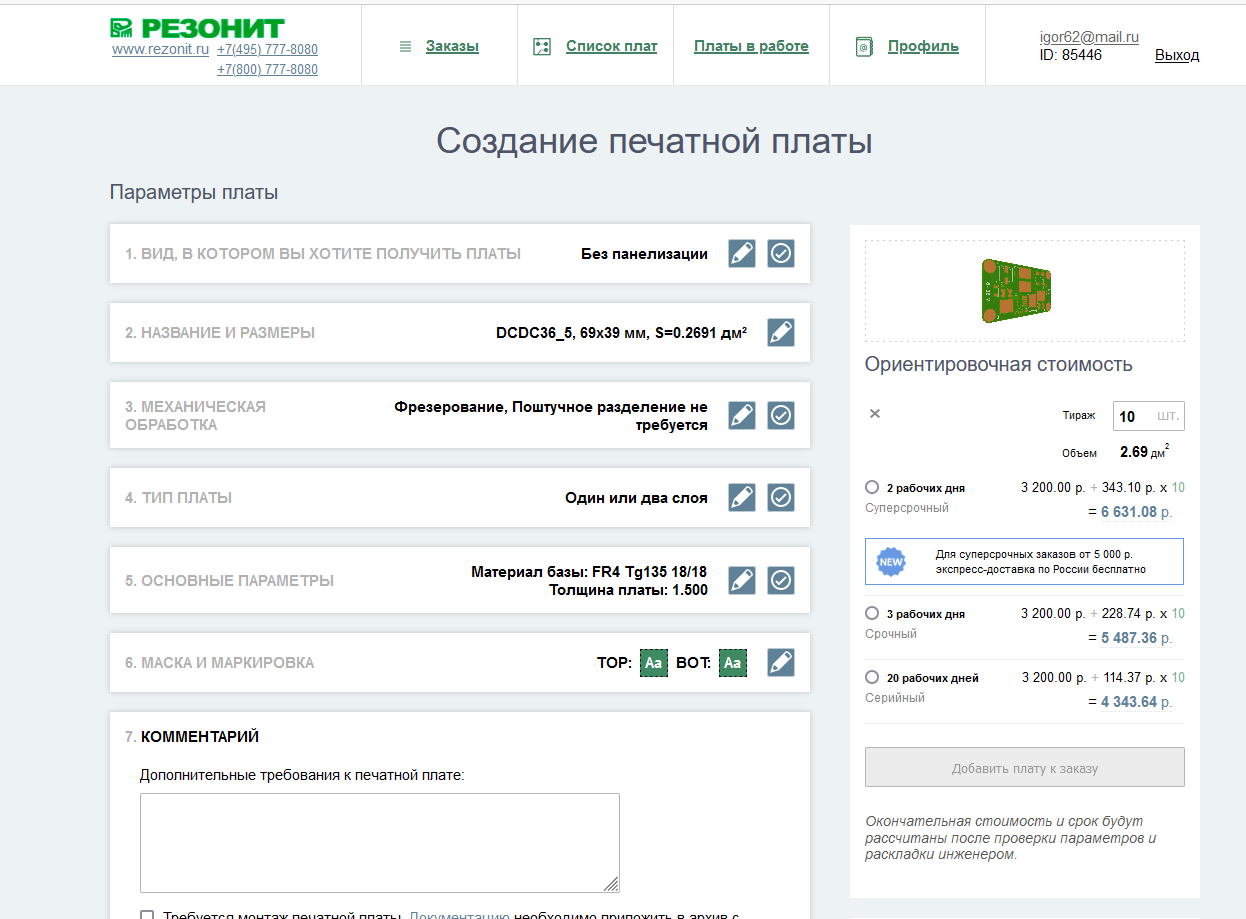 РЕЗОНИТ
www.rezonit.ru +7(495) 777-8080
+7(800) 777-8080
Заказы
Список плат
Платы в работе
Профиль
igor62@mail.ru
ID: 85446
Выход
Создание печатной платы
Параметры платы
1. ВИД, В КОТОРОМ ВЫ ХОТИТЕ ПОЛУЧИТЬ ПЛАТЫ Без панелизации
2. НАЗВАНИЕ И РАЗМЕРЫ DCDC36_5, 69x39 мм, S=0.2691 дм²
3. МЕХАНИЧЕСКАЯ ОБРАБОТКА
Фрезерование, Поштучное разделение не
требуется
4. ТИП ПЛАТЫ Один или два слоя
5. ОСНОВНЫЕ ПАРАМЕТРЫ
Материал базы: FR4 Tg135 18/18
Толщина платы: 1.500
6. МАСКА И МАРКИРОВКА TOP: Aa BOT: Aa
7. КОММЕНТАРИЙ
Дополнительные требования к печатной плате:
Требуется монтаж печатной платы. Документацию необходимо приложить в архив с
Ориентировочная стоимость
× Тираж 10 шт.
Объем 2.69 дм²
2 рабочих дня 3 200.00 р. + 343.10 р. x 10
Суперсрочный = 6 631.08 р.
NEW
Для суперсрочных заказов от 5 000 р.
экспресс-доставка по России бесплатно
3 рабочих дня 3 200.00 р. + 228.74 р. x 10
Срочный = 5 487.36 р.
20 рабочих дней 3 200.00 р. + 114.37 р. x 10
Серийный = 4 343.64 р.
Добавить плату к заказу
Окончательная стоимость и срок будут
рассчитаны после проверки параметров и
раскладки инженером.